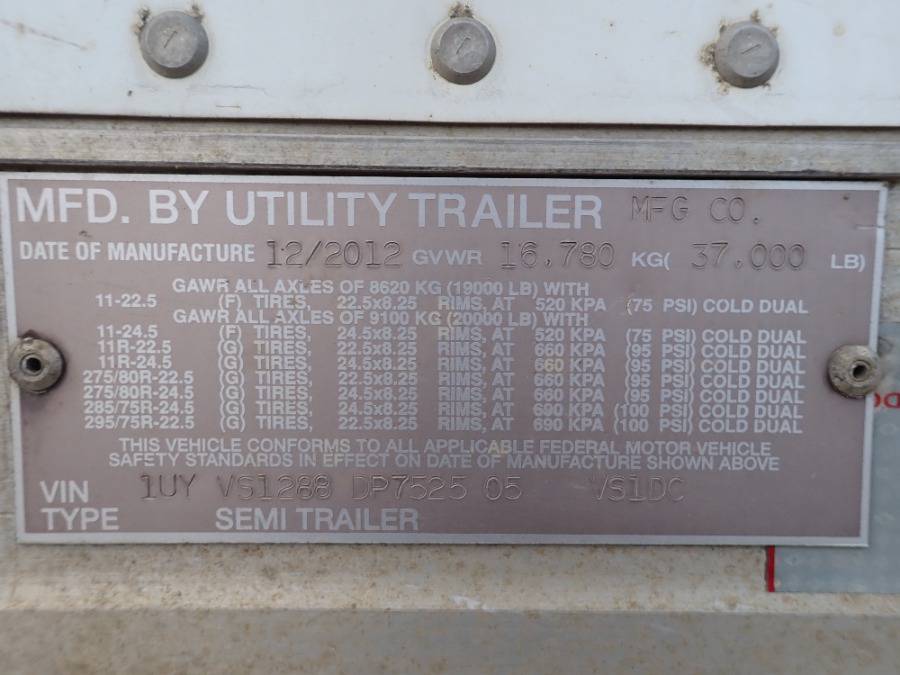 MFD. BY UTILITY TRAILER MFG CO.
DATE OF MANUFACTURE 12/2012 GVWR 16,780 KG( 37,000 LB)
GAWR ALL AXLES OF 8620 KG (19000 LB) WITH
11-22.5 (F) TIRES, 22.5x8.25 RIMS, AT 520 KPA (75 PSI) COLD DUAL
GAWR ALL AXLES OF 9100 KG (20000 LB) WITH
11-24.5 (F) TIRES, 24.5x8.25 RIMS, AT 520 KPA (75 PSI) COLD DUAL
11R-22.5 (G) TIRES, 22.5x8.25 RIMS, AT 660 KPA (95 PSI) COLD DUAL
11R-24.5 (G) TIRES, 24.5x8.25 RIMS, AT 660 KPA (95 PSI) COLD DUAL
275/80R-22.5 (G) TIRES, 22.5x8.25 RIMS, AT 660 KPA (95 PSI) COLD DUAL
275/80R-24.5 (G) TIRES, 24.5x8.25 RIMS, AT 660 KPA (95 PSI) COLD DUAL
285/75R-24.5 (G) TIRES, 24.5x8.25 RIMS, AT 690 KPA (100 PSI) COLD DUAL
295/75R-22.5 (G) TIRES, 22.5x8.25 RIMS, AT 690 KPA (100 PSI) COLD DUAL
THIS VEHICLE CONFORMS TO ALL APPLICABLE FEDERAL MOTOR VEHICLE
SAFETY STANDARDS IN EFFECT ON DATE OF MANUFACTURE SHOWN ABOVE
VIN 1UY VS1288 DP7525 05 VS1DC
TYPE SEMI TRAILER